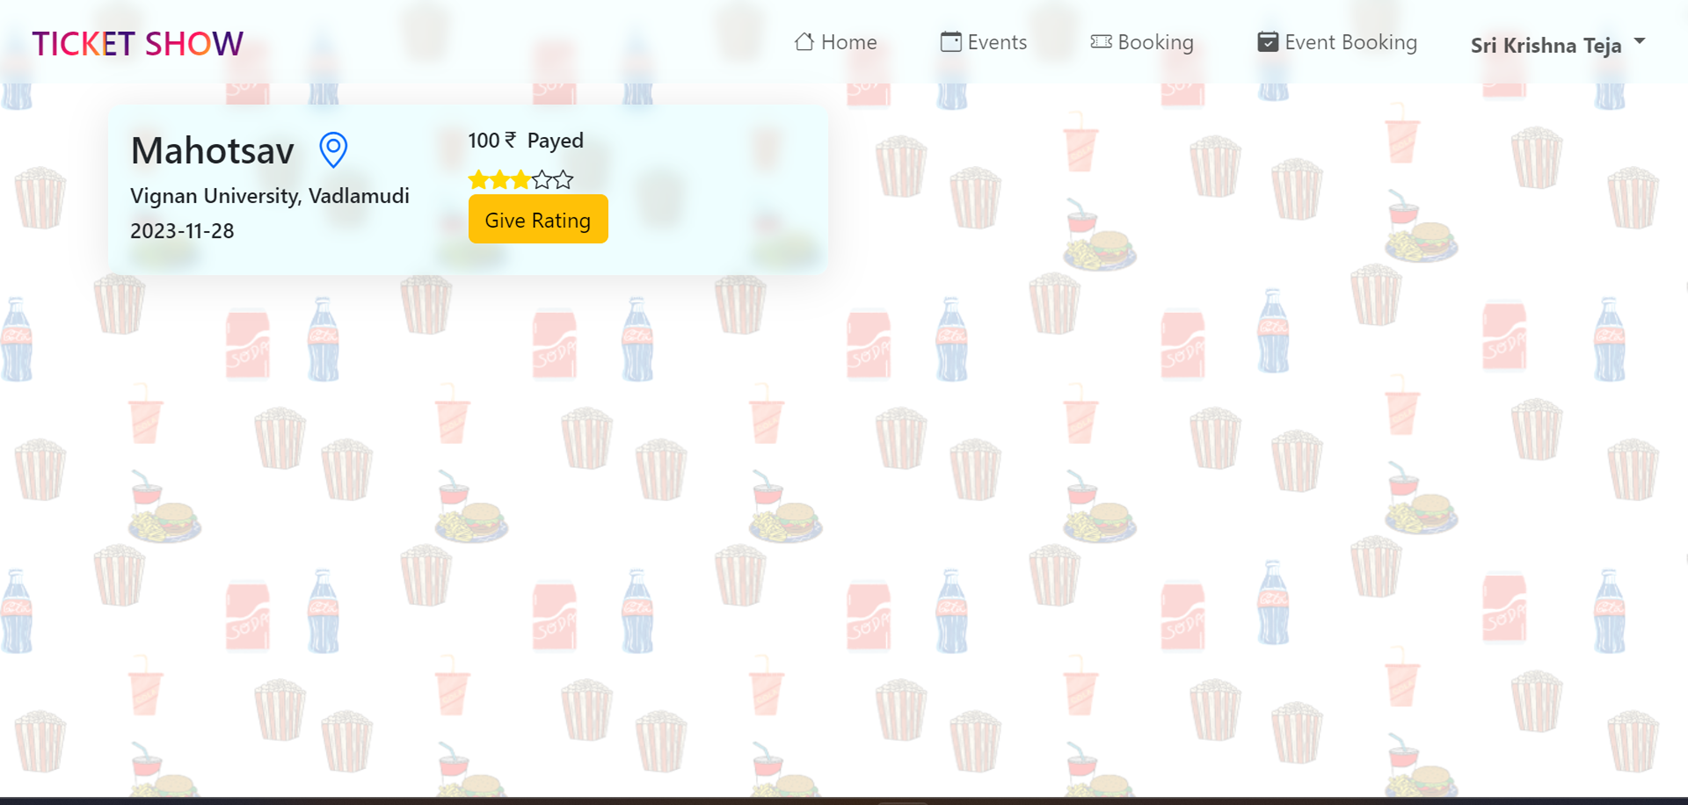 TICKET SHOW
Home
Events
Booking
Event Booking
Sri Krishna Teja
Mahotsav
Vignan University, Vadlamudi
2023-11-28
100 ₹ Payed
Give Rating
SODA